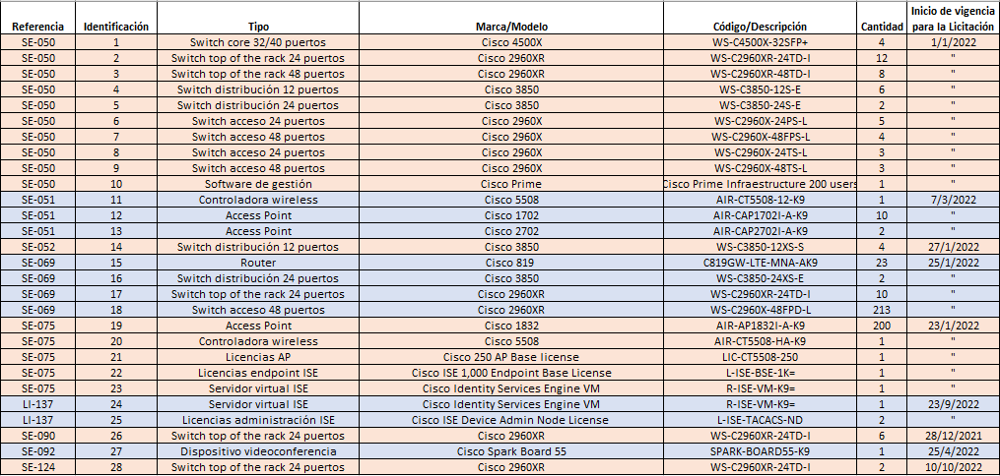 Referencia Identificación Tipo Marca/Modelo Código/Descripción Cantidad Inicio de vigencia para la Licitación
SE-050 1 Switch core 32/40 puertos Cisco 4500X WS-C4500X-32SFP+ 4 1/1/2022
SE-050 2 Switch top of the rack 24 puertos Cisco 2960XR WS-C2960XR-24TD-I 12 "
SE-050 3 Switch top of the rack 48 puertos Cisco 2960XR WS-C2960XR-48TD-I 8 "
SE-050 4 Switch distribución 12 puertos Cisco 3850 WS-C3850-12S-E 6 "
SE-050 5 Switch distribución 24 puertos Cisco 3850 WS-C3850-24S-E 2 "
SE-050 6 Switch acceso 24 puertos Cisco 2960X WS-C2960X-24PS-L 5 "
SE-050 7 Switch acceso 48 puertos Cisco 2960X WS-C2960X-48FPS-L 4 "
SE-050 8 Switch acceso 24 puertos Cisco 2960X WS-C2960X-24TS-L 3 "
SE-050 9 Switch acceso 48 puertos Cisco 2960X WS-C2960X-48TS-L 3 "
SE-050 10 Software de gestión Cisco Prime Cisco Prime Infraestructure 200 users 1 "
SE-051 11 Controladora wireless Cisco 5508 AIR-CT5508-12-K9 1 7/3/2022
SE-051 12 Access Point Cisco 1702 AIR-CAP1702I-A-K9 10 "
SE-051 13 Access Point Cisco 2702 AIR-CAP2702I-A-K9 2 "
SE-052 14 Switch distribución 12 puertos Cisco 3850 WS-C3850-12XS-S 4 27/1/2022
SE-069 15 Router Cisco 819 C819GW-LTE-MNA-AK9 23 25/1/2022
SE-069 16 Switch distribución 24 puertos Cisco 3850 WS-C3850-24XS-E 2 "
SE-069 17 Switch top of the rack 24 puertos Cisco 2960XR WS-C2960XR-24TD-I 10 "
SE-069 18 Switch acceso 48 puertos Cisco 2960XR WS-C2960X-48FPD-L 213 "
SE-075 19 Access Point Cisco 1832 AIR-AP1832I-A-K9 200 23/1/2022
SE-075 20 Controladora wireless Cisco 5508 AIR-CT5508-HA-K9 1 "
SE-075 21 Licencias AP Cisco 250 AP Base license LIC-CT5508-250 1 "
SE-075 22 Licencias endpoint ISE Cisco ISE 1,000 Endpoint Base License L-ISE-BSE-1K= 1 "
SE-075 23 Servidor virtual ISE Cisco Identity Services Engine VM R-ISE-VM-K9= 1 "
LI-137 24 Servidor virtual ISE Cisco Identity Services Engine VM R-ISE-VM-K9= 1 23/9/2022
LI-137 25 Licencias administración ISE Cisco ISE Device Admin Node License L-ISE-TACACS-ND 2 "
SE-090 26 Switch top of the rack 24 puertos Cisco 2960XR WS-C2960XR-24TD-I 6 28/12/2021
SE-092 27 Dispositivo videoconferencia Cisco Spark Board 55 SPARK-BOARD55-K9 1 25/4/2022
SE-124 28 Switch top of the rack 24 puertos Cisco 2960XR WS-C2960XR-24TD-I 2 10/10/2022